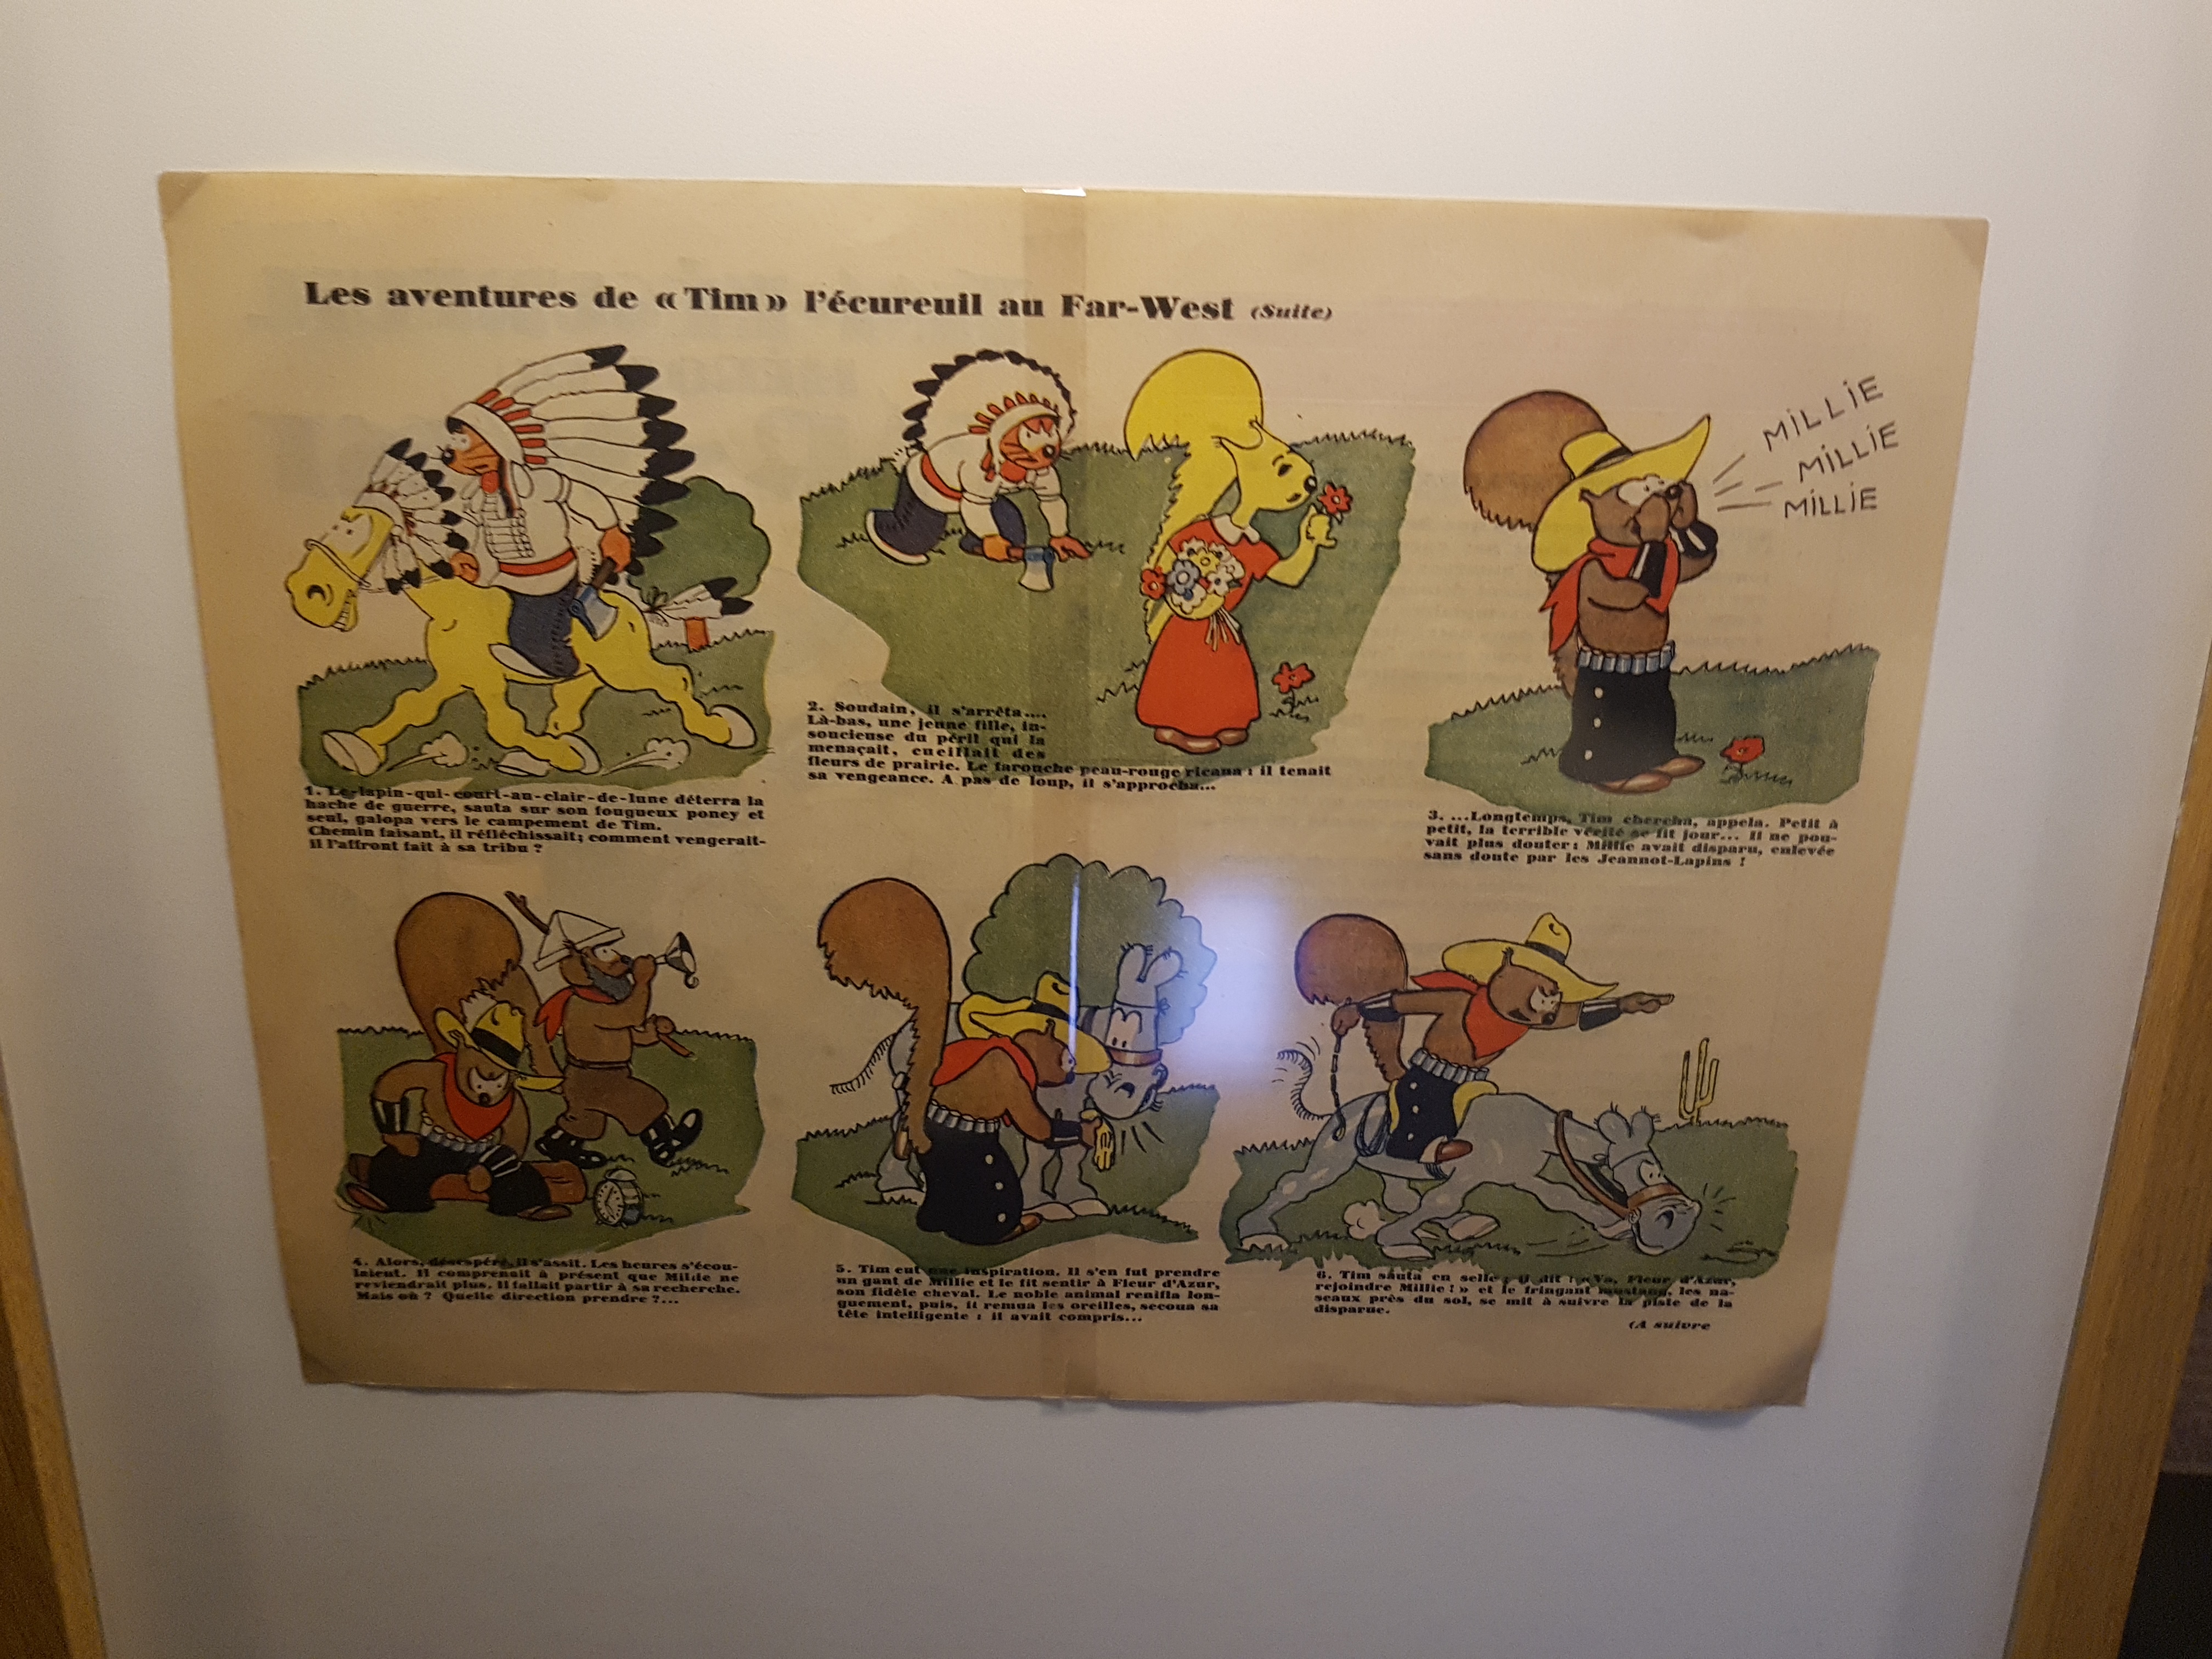 Les aventures de « Tim » l'écureuil au Far-West (Suite)
MILLIE
MILLIE
MILLIE
1. Le-lapin-qui-court-au-clair-de-lune déterra la
hache de guerre, sauta sur son fougueux poney et
seul, galopa vers le campement de Tim.
Chemin faisant, il réfléchissait; comment vengerait-
il l'affront fait à sa tribu ?
2. Soudain, il s'arrêta....
Là-bas, une jeune fille, in-
soucieuse du péril qui la
menaçait, cueillait des
fleurs de prairie. Le farouche peau-rouge ricana : il tenait
sa vengeance. A pas de loup, il s'approcha...
3. ...Longtemps, Tim chercha, appela. Petit à
petit, la terrible vérité se fit jour... Il ne pou-
vait plus douter : Millie avait disparu, enlevée
sans doute par les Jeannot-Lapins !
4. Alors, désespéré, il s'assit. Les heures s'écou-
laient. Il comprenait à présent que Millie ne
reviendrait plus. Il fallait partir à sa recherche.
Mais où ? Quelle direction prendre ?...
5. Tim eut une inspiration. Il s'en fut prendre
un gant de Millie et le fit sentir à Fleur d'Azur,
son fidèle cheval. Le noble animal renifla lon-
guement, puis, il remua les oreilles, secoua sa
tête intelligente : il avait compris...
6. Tim sauta en selle ; il dit : « Va, Fleur d'Azur,
rejoindre Millie ! » et le fringant mustang, les na-
seaux près du sol, se mit à suivre la piste de la
disparue.
(A suivre